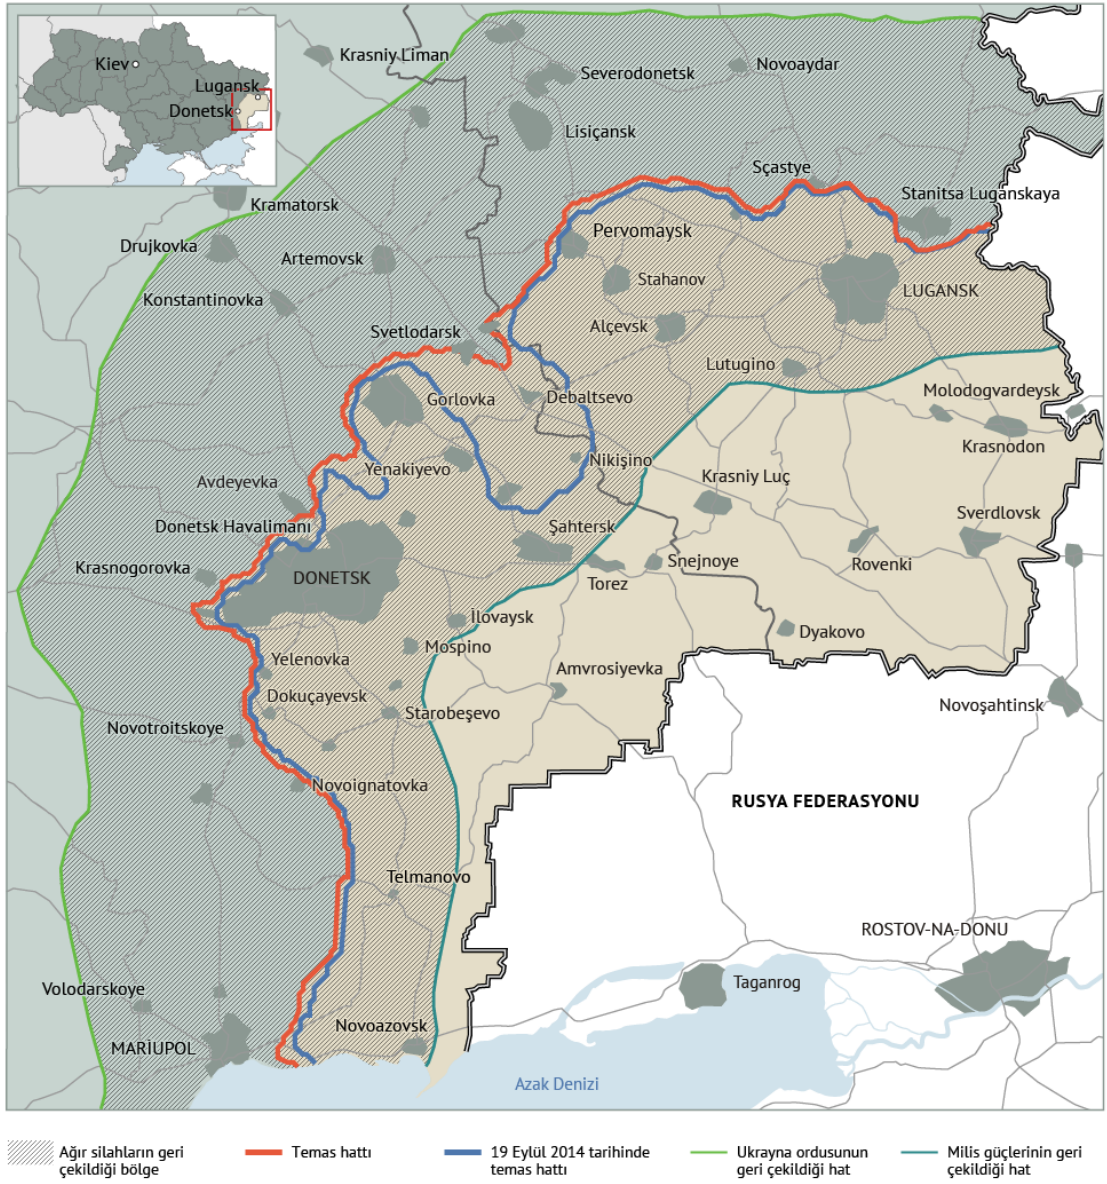 Kiev
Lugansk
Donetsk
Krasniy Liman
Severodonetsk
Novoaydar
Lisiçansk
Sçastye
Stanitsa Luganskaya
Kramatorsk
Drujkovka
Artemovsk
Pervomaysk
Konstantinovka
Stahanov
LUGANSK
Svetlodarsk
Alçevsk
Lutugino
Gorlovka
Debaltsevo
Molodogvardeysk
Krasnodon
Yenakiyevo
Nikişino
Avdeyevka
Krasniy Luç
Donetsk Havalimanı
Şahtersk
Sverdlovsk
Krasnogorovka
DONETSK
Torez
Snejnoye
Rovenki
İlovaysk
Mospino
Dyakovo
Yelenovka
Amvrosiyevka
Dokuçayevsk
Starobeşevo
Novoşahtinsk
Novotroitskoye
Novoignatovka
RUSYA FEDERASYONU
Telmanovo
ROSTOV-NA-DONU
Volodarskoye
Taganrog
Novoazovsk
MARİUPOL
Azak Denizi
Ağır silahların geri
çekildiği bölge
Temas hattı
19 Eylül 2014 tarihinde
temas hattı
Ukrayna ordusunun
geri çekildiği hat
Milis güçlerinin geri
çekildiği hat